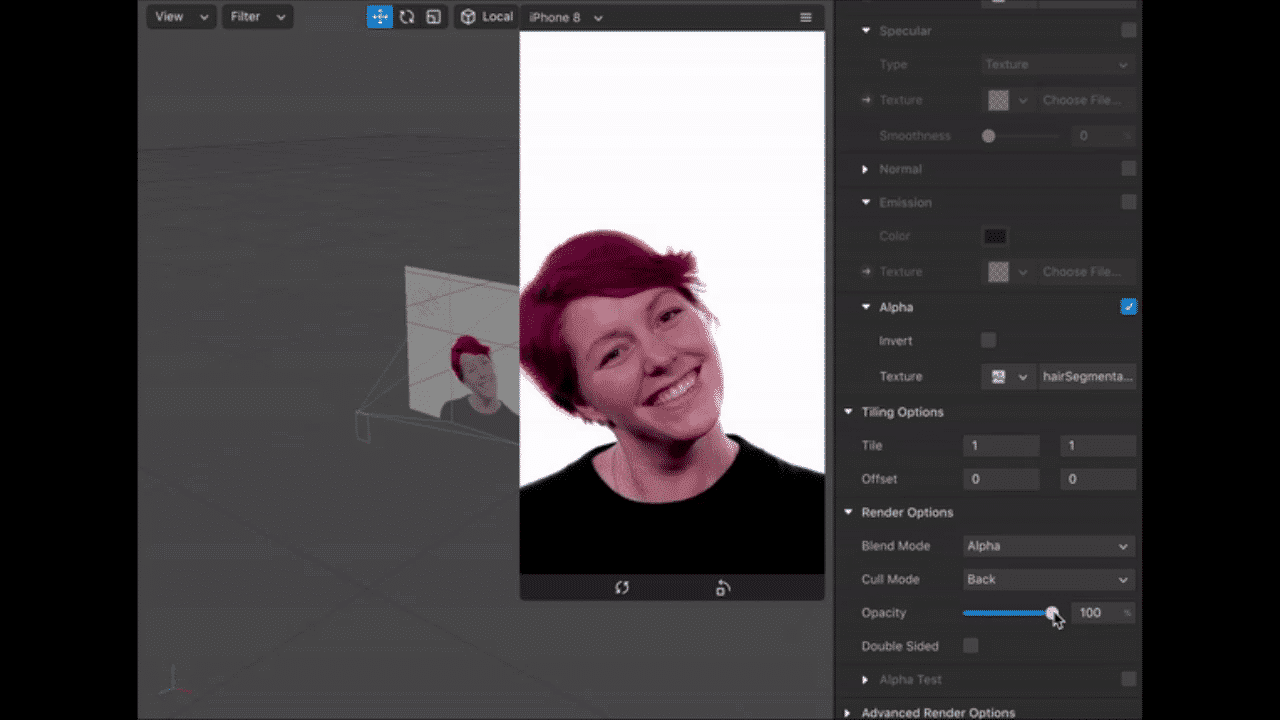 View
Filter
Local
iPhone 8
Specular
Type Texture
Texture Choose File...
Smoothness 0 %
Normal
Emission
Color
Texture Choose File...
Alpha
Invert
Texture hairSegmenta...
Tiling Options
Tile 1 1
Offset 0 0
Render Options
Blend Mode Alpha
Cull Mode Back
Opacity 100 %
Double Sided
Alpha Test
Advanced Render Options